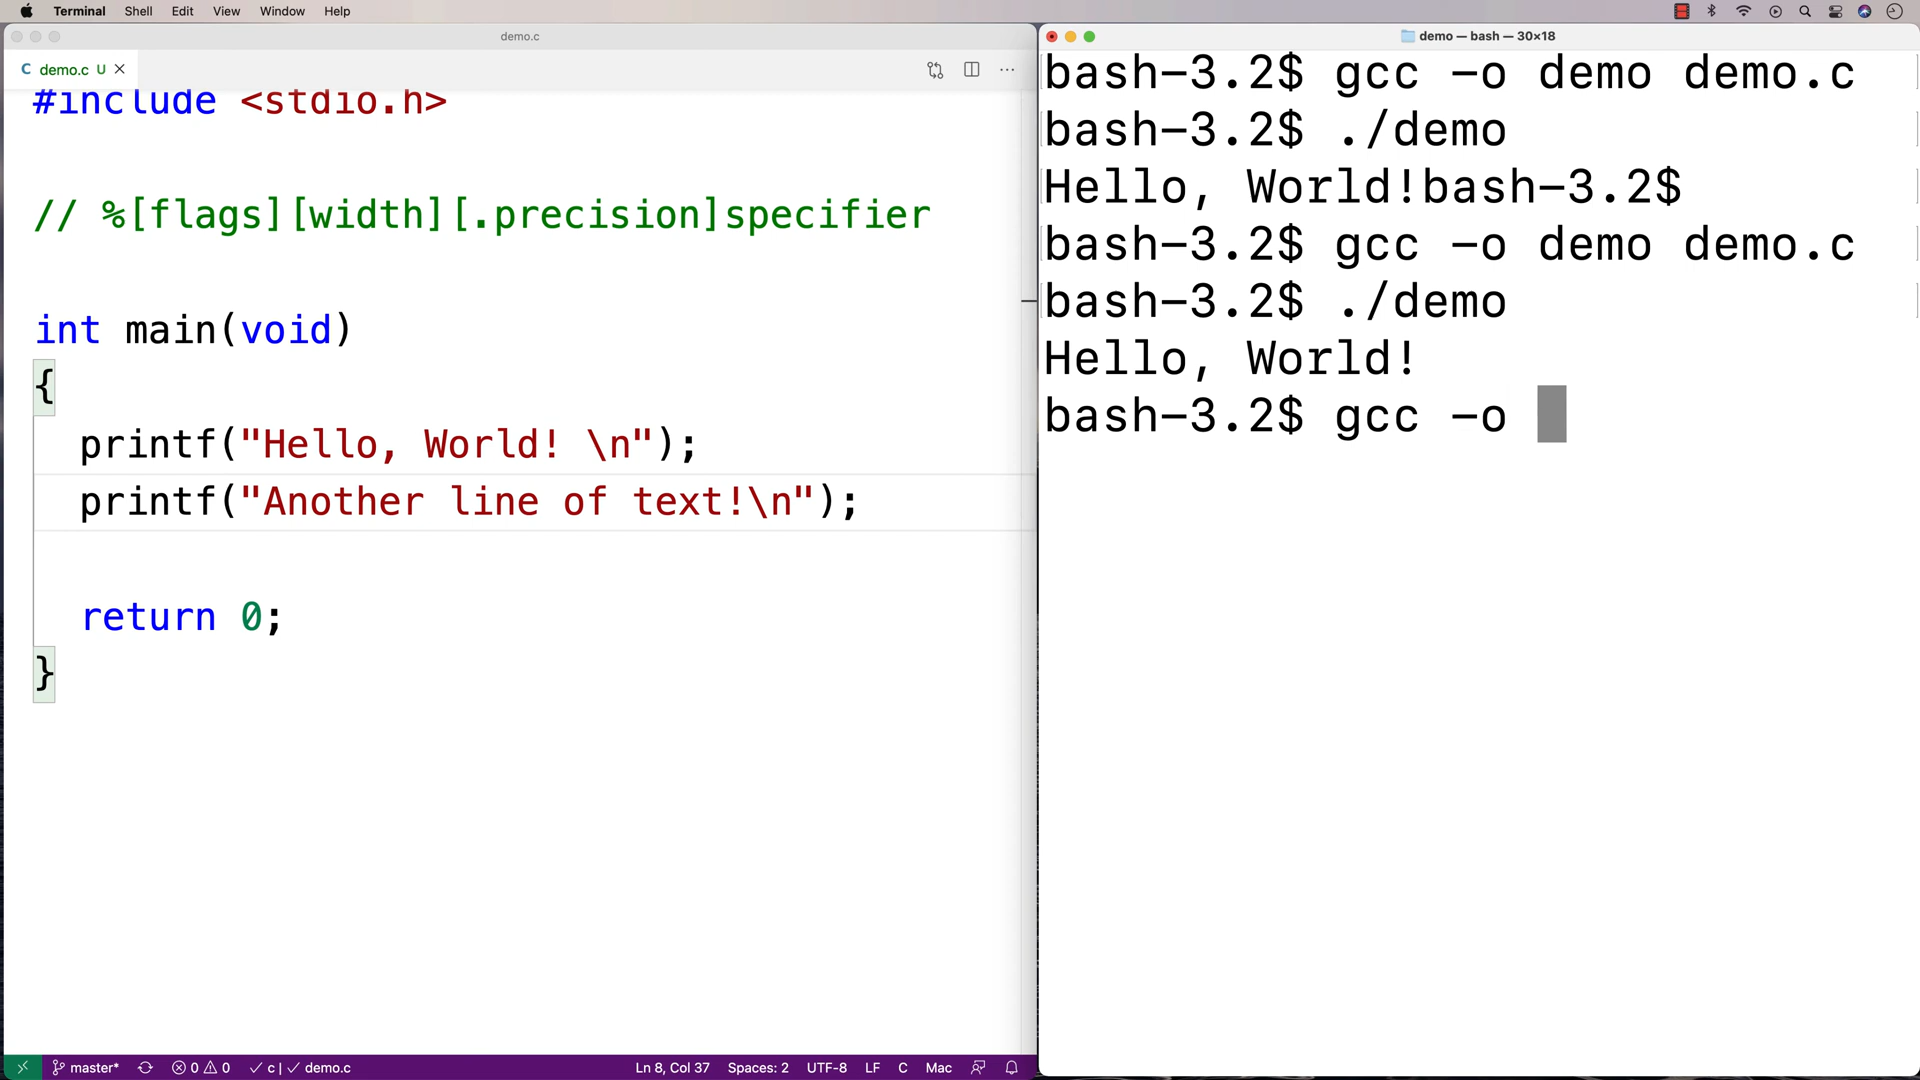 Terminal Shell Edit View Window Help
demo.c
C demo.c U
#include <stdio.h>
// %[flags][width][.precision]specifier
int main(void)
{
printf("Hello, World! \n");
printf("Another line of text!\n");
return 0;
}
master* 0 0 c | demo.c Ln 8, Col 37 Spaces: 2 UTF-8 LF C Mac
demo — bash — 30×18
bash-3.2$ gcc -o demo demo.c
bash-3.2$ ./demo
Hello, World!bash-3.2$
bash-3.2$ gcc -o demo demo.c
bash-3.2$ ./demo
Hello, World!
bash-3.2$ gcc -o